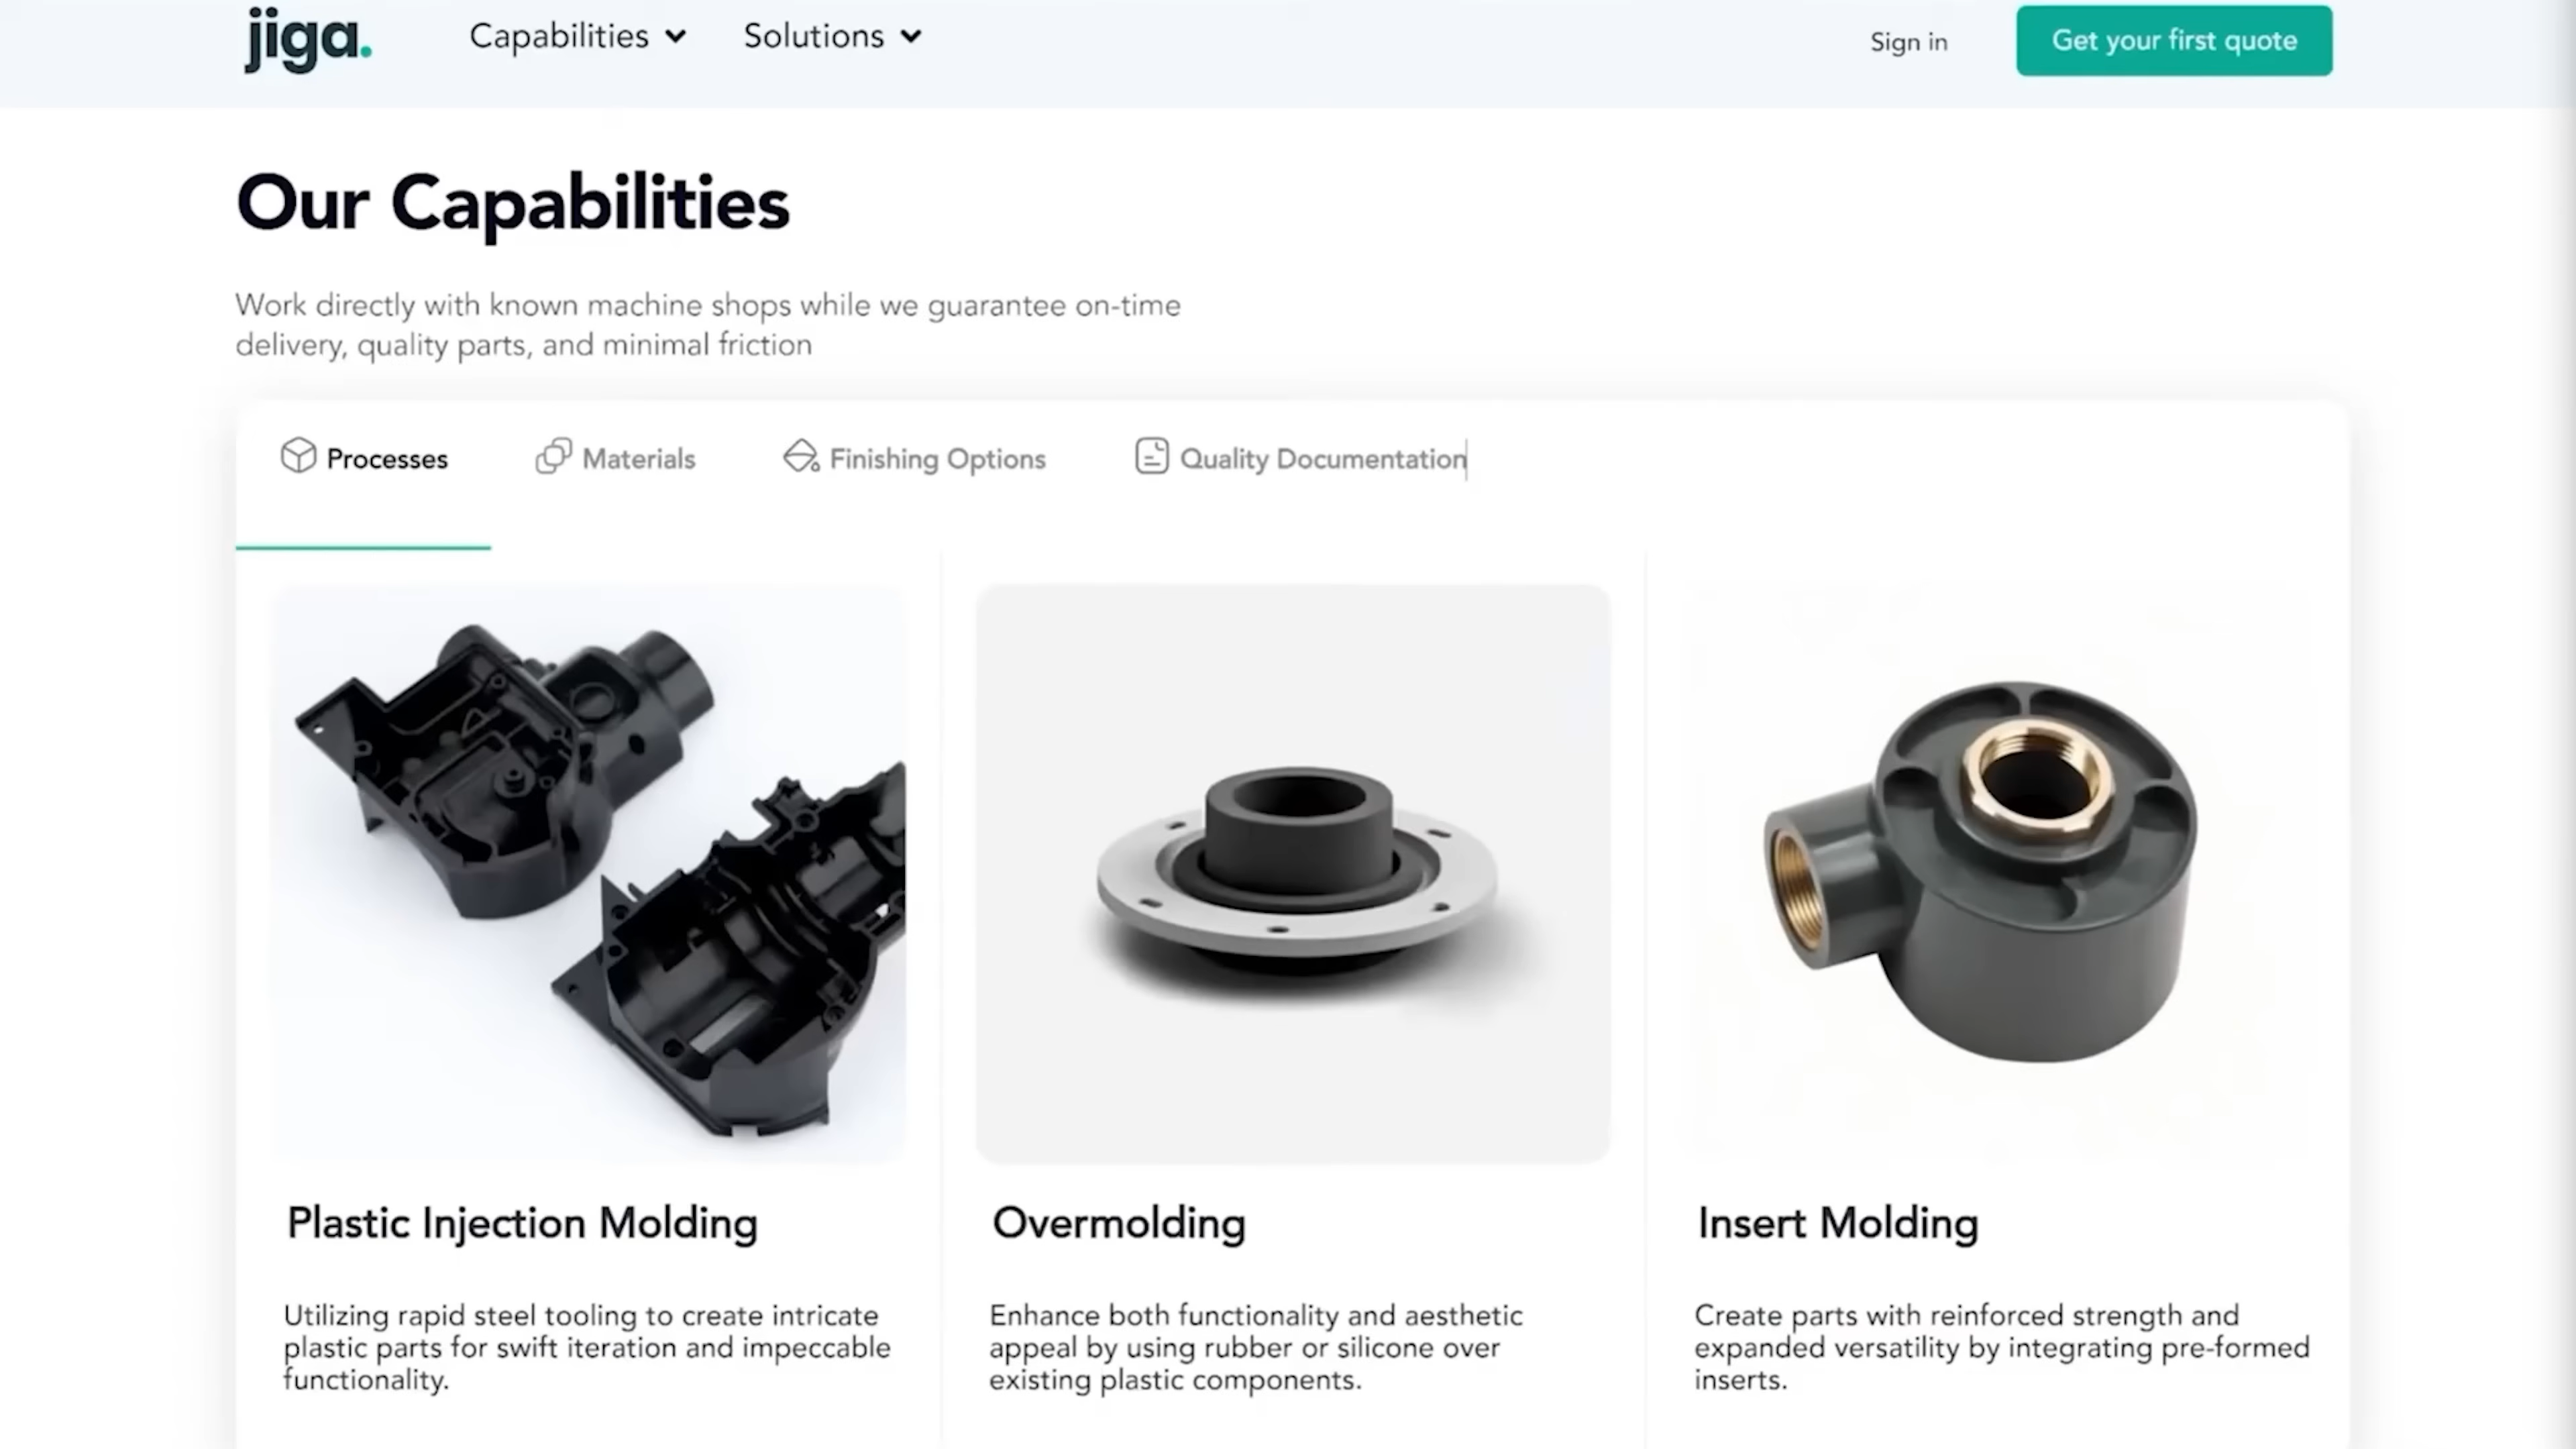 jiga.
Capabilities
Solutions
Sign in
Get your first quote
Our Capabilities
Work directly with known machine shops while we guarantee on-time
delivery, quality parts, and minimal friction
Processes
Materials
Finishing Options
Quality Documentation
Plastic Injection Molding
Utilizing rapid steel tooling to create intricate
plastic parts for swift iteration and impeccable
functionality.
Overmolding
Enhance both functionality and aesthetic
appeal by using rubber or silicone over
existing plastic components.
Insert Molding
Create parts with reinforced strength and
expanded versatility by integrating pre-formed
inserts.